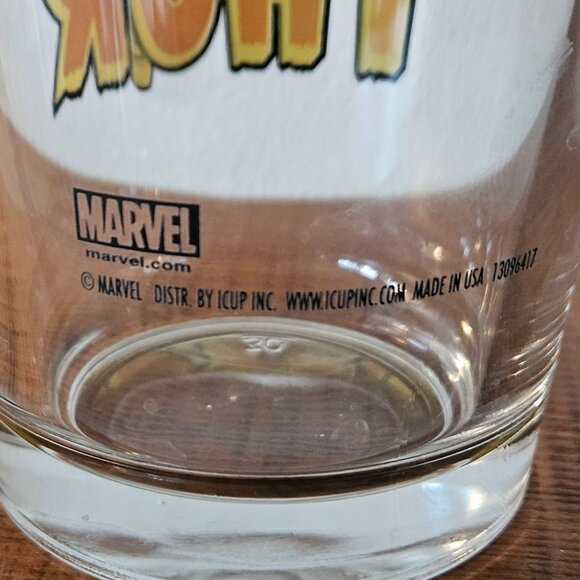 MARVEL
marvel.com
© MARVEL DISTR. BY ICUP INC. WWW.ICUPINC.COM MADE IN USA 13096417
30